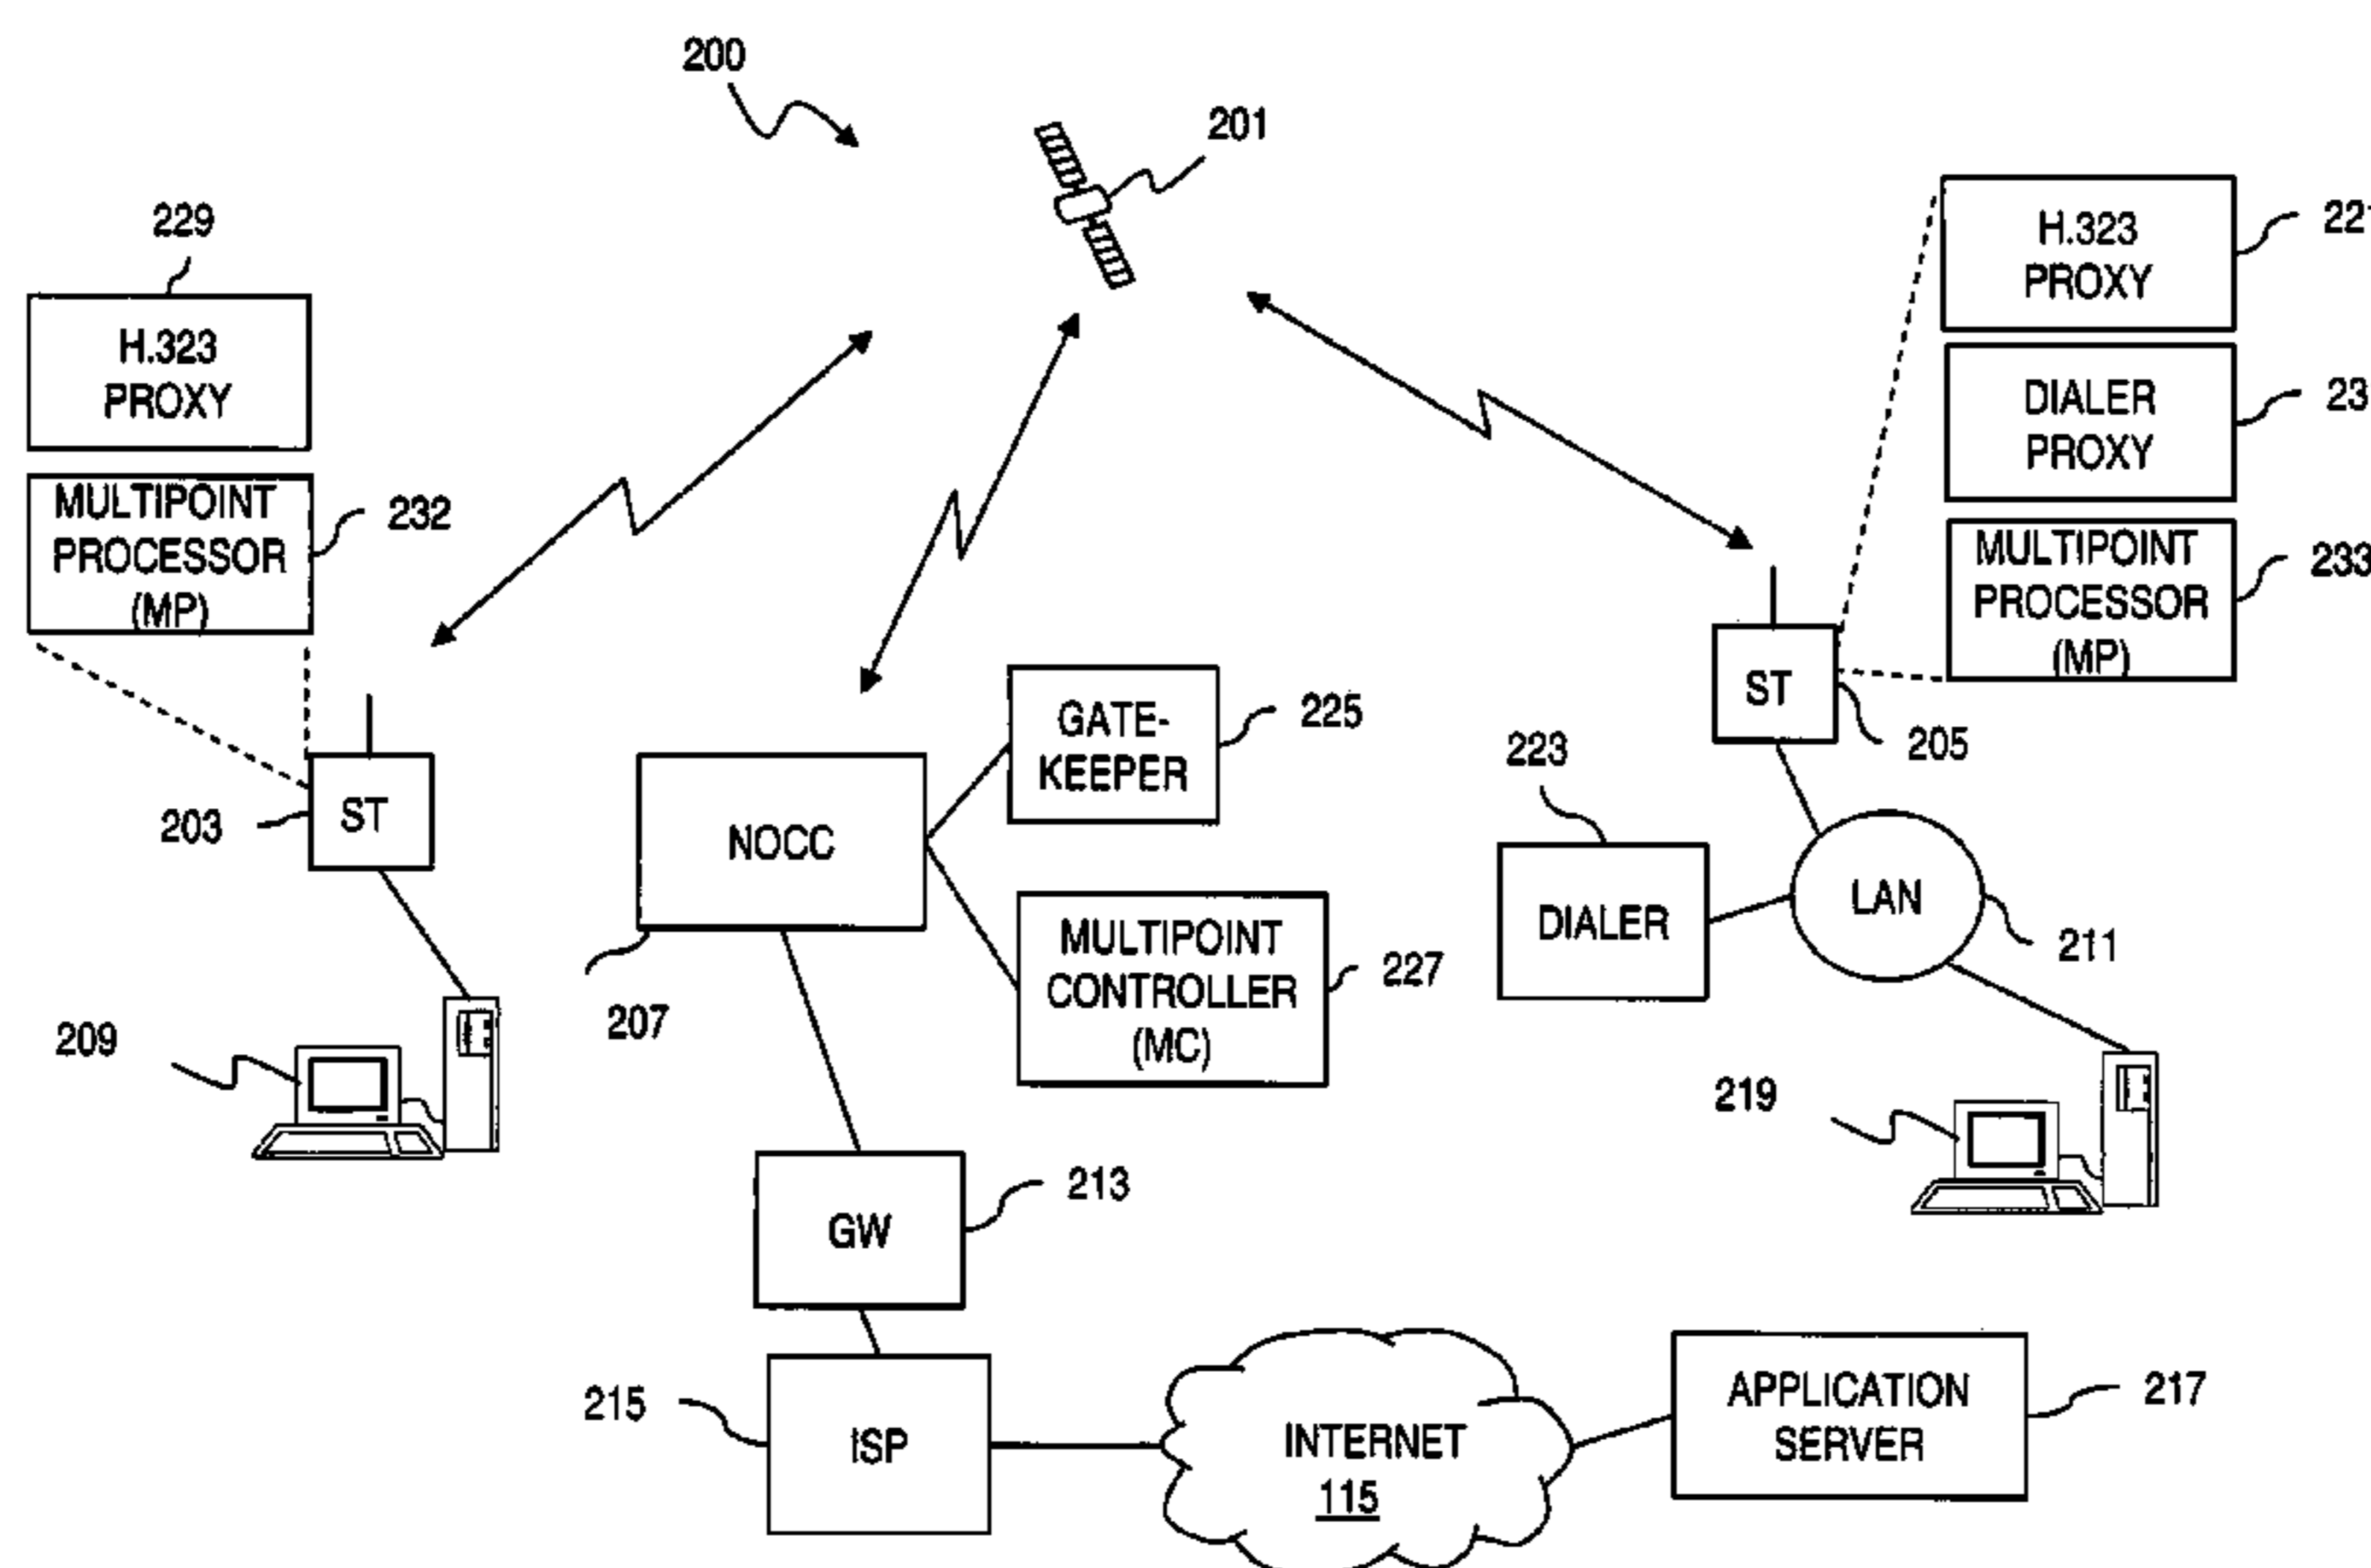 200
201
229
H.323
PROXY
MULTIPOINT
PROCESSOR
(MP)
232
H.323
PROXY
DIALER
PROXY
MULTIPOINT
PROCESSOR
(MP)
233
ST
203
209
NOCC
207
GATE-
KEEPER
225
MULTIPOINT
CONTROLLER
(MC)
227
ST
205
223
DIALER
LAN
211
219
GW
213
215
ISP
INTERNET
115
APPLICATION
SERVER
217